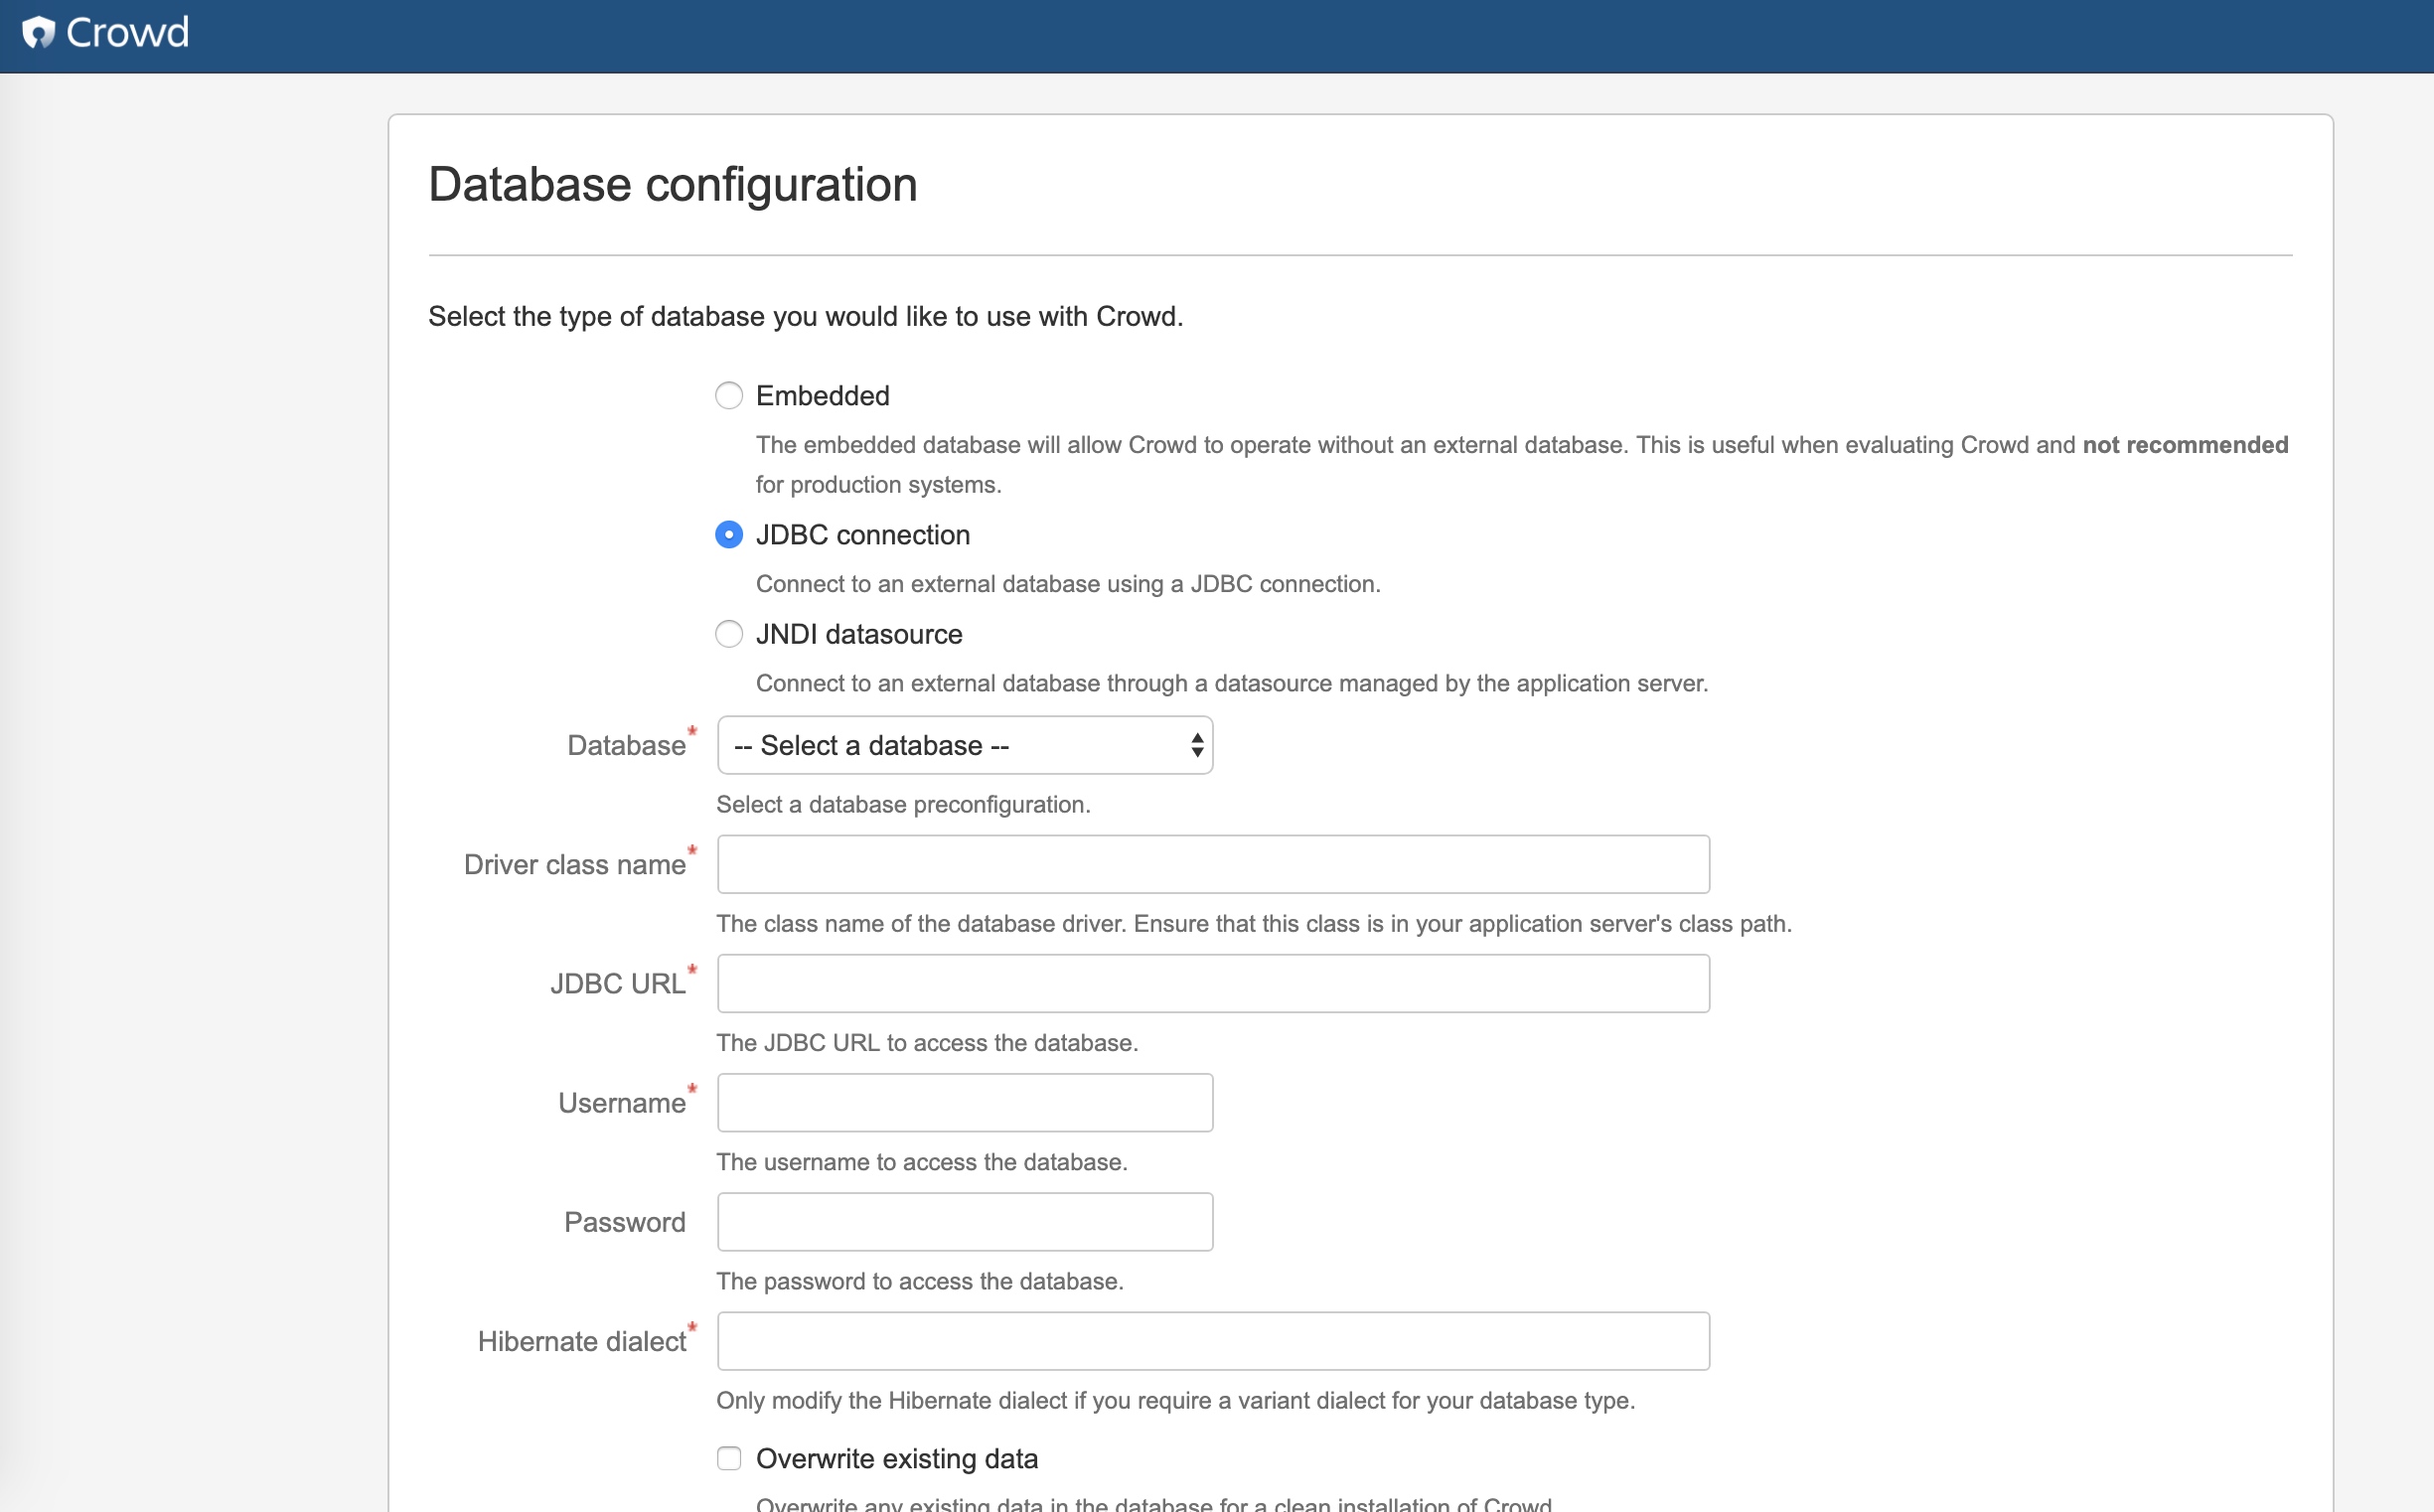 Crowd
Database configuration
Select the type of database you would like to use with Crowd.
Embedded
The embedded database will allow Crowd to operate without an external database. This is useful when evaluating Crowd and not recommended
for production systems.
JDBC connection
Connect to an external database using a JDBC connection.
JNDI datasource
Connect to an external database through a datasource managed by the application server.
Database*
-- Select a database --
Select a database preconfiguration.
Driver class name*
The class name of the database driver. Ensure that this class is in your application server's class path.
JDBC URL*
The JDBC URL to access the database.
Username*
The username to access the database.
Password
The password to access the database.
Hibernate dialect*
Only modify the Hibernate dialect if you require a variant dialect for your database type.
Overwrite existing data
Overwrite any existing data in the database for a clean installation of Crowd